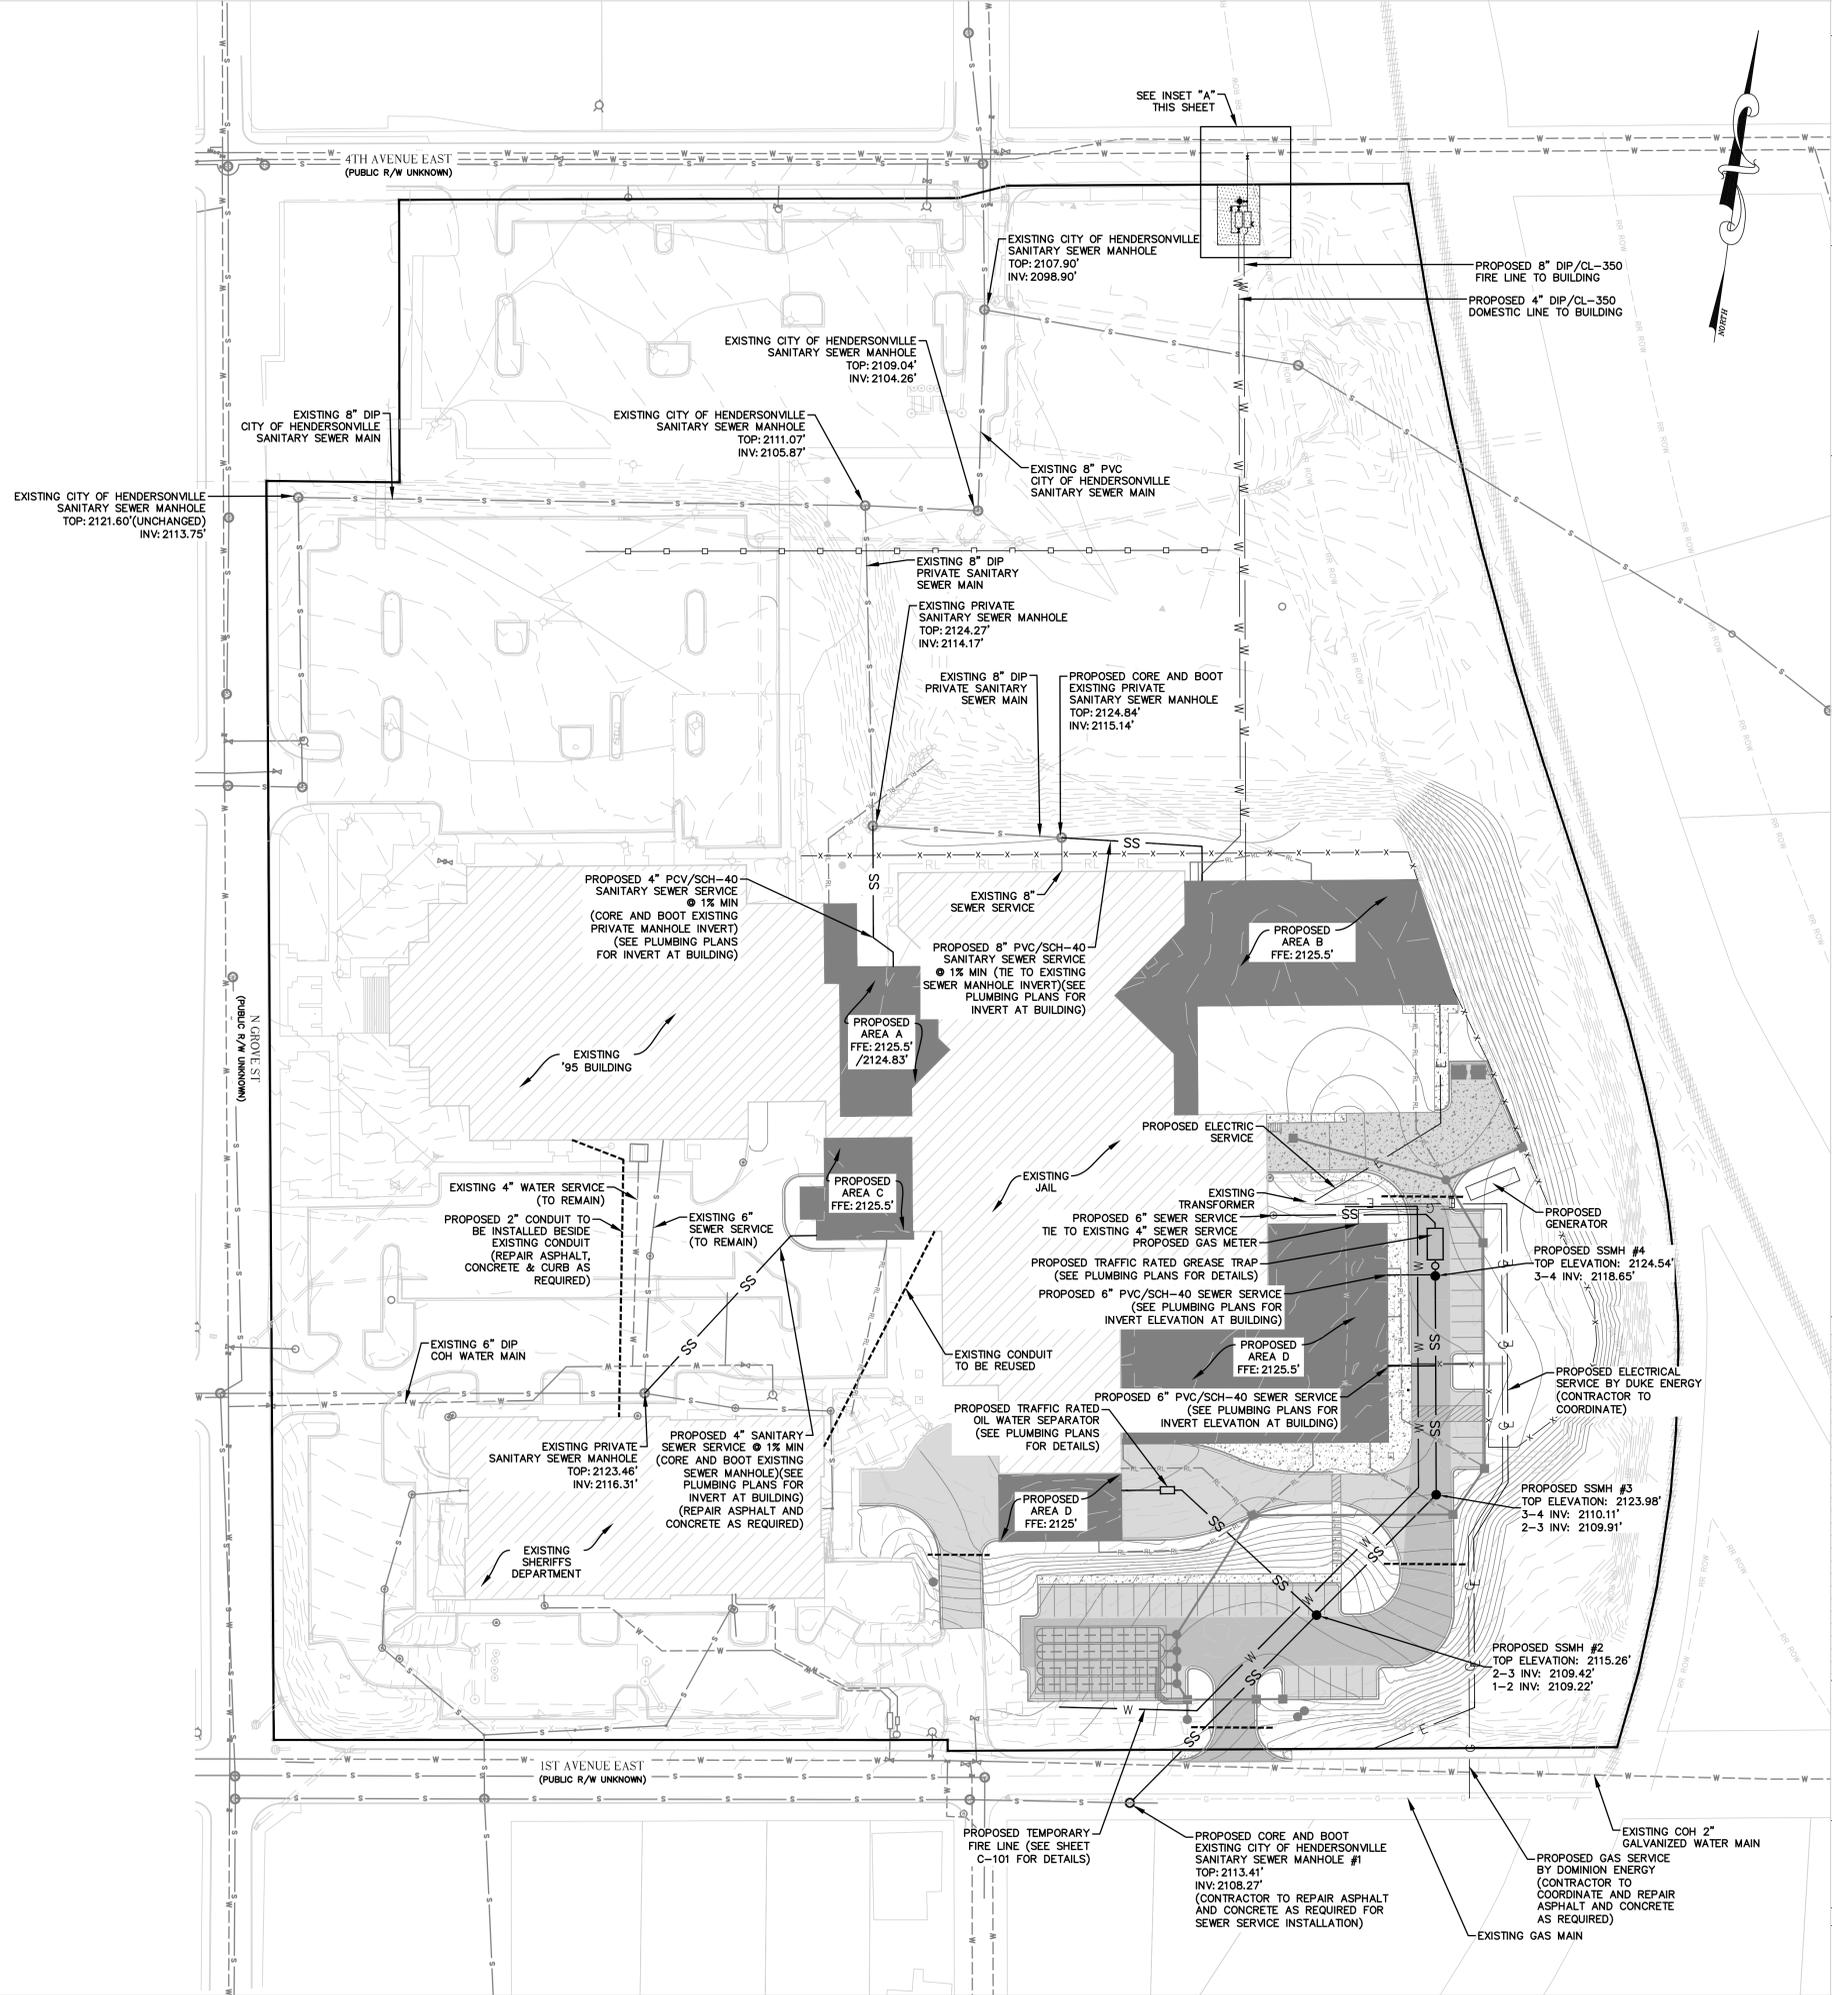 SEE INSET "A"
THIS SHEET
4TH AVENUE EAST
(PUBLIC R/W UNKNOWN)
NORTH
EXISTING CITY OF HENDERSONVILLE
SANITARY SEWER MANHOLE
TOP: 2107.90'
INV: 2098.90'
PROPOSED 8" DIP/CL-350
FIRE LINE TO BUILDING
PROPOSED 4" DIP/CL-350
DOMESTIC LINE TO BUILDING
EXISTING CITY OF HENDERSONVILLE
SANITARY SEWER MANHOLE
TOP: 2109.04'
INV: 2104.26'
EXISTING 8" DIP
CITY OF HENDERSONVILLE
SANITARY SEWER MAIN
EXISTING CITY OF HENDERSONVILLE
SANITARY SEWER MANHOLE
TOP: 2111.07'
INV: 2105.87'
EXISTING 8" PVC
CITY OF HENDERSONVILLE
SANITARY SEWER MAIN
EXISTING CITY OF HENDERSONVILLE
SANITARY SEWER MANHOLE
TOP: 2121.60'(UNCHANGED)
INV: 2113.75'
EXISTING 8" DIP
PRIVATE SANITARY
SEWER MAIN
EXISTING PRIVATE
SANITARY SEWER MANHOLE
TOP: 2124.27'
INV: 2114.17'
EXISTING 8" DIP
PRIVATE SANITARY
SEWER MAIN
PROPOSED CORE AND BOOT
EXISTING PRIVATE
SANITARY SEWER MANHOLE
TOP: 2124.84'
INV: 2115.14'
PROPOSED 4" PCV/SCH-40
SANITARY SEWER SERVICE
@ 1% MIN
(CORE AND BOOT EXISTING
PRIVATE MANHOLE INVERT)
(SEE PLUMBING PLANS
FOR INVERT AT BUILDING)
EXISTING 8"
SEWER SERVICE
PROPOSED 8" PVC/SCH-40
SANITARY SEWER SERVICE
@ 1% MIN (TIE TO EXISTING
SEWER MANHOLE INVERT)(SEE
PLUMBING PLANS FOR
INVERT AT BUILDING)
PROPOSED
AREA B
FFE: 2125.5'
N GROVE ST
(PUBLIC R/W UNKNOWN)
PROPOSED
AREA A
FFE: 2125.5'
/2124.83'
EXISTING
'95 BUILDING
PROPOSED ELECTRIC
SERVICE
EXISTING 4" WATER SERVICE
(TO REMAIN)
PROPOSED 2" CONDUIT TO
BE INSTALLED BESIDE
EXISTING CONDUIT
(REPAIR ASPHALT,
CONCRETE & CURB AS
REQUIRED)
EXISTING 6"
SEWER SERVICE
(TO REMAIN)
PROPOSED
AREA C
FFE: 2125.5'
EXISTING
JAIL
EXISTING
TRANSFORMER
PROPOSED 6" SEWER SERVICE
TIE TO EXISTING 4" SEWER SERVICE
PROPOSED GAS METER
PROPOSED TRAFFIC RATED GREASE TRAP
(SEE PLUMBING PLANS FOR DETAILS)
PROPOSED 6" PVC/SCH-40 SEWER SERVICE
(SEE PLUMBING PLANS FOR
INVERT ELEVATION AT BUILDING)
PROPOSED
GENERATOR
PROPOSED SSMH #4
TOP ELEVATION: 2124.54'
3-4 INV: 2118.65'
EXISTING 6" DIP
COH WATER MAIN
EXISTING CONDUIT
TO BE REUSED
PROPOSED
AREA D
FFE: 2125.5'
PROPOSED ELECTRICAL
SERVICE BY DUKE ENERGY
(CONTRACTOR TO
COORDINATE)
PROPOSED 6" PVC/SCH-40 SEWER SERVICE
(SEE PLUMBING PLANS FOR
INVERT ELEVATION AT BUILDING)
PROPOSED TRAFFIC RATED
OIL WATER SEPARATOR
(SEE PLUMBING PLANS
FOR DETAILS)
EXISTING PRIVATE
SANITARY SEWER MANHOLE
TOP: 2123.46'
INV: 2116.31'
PROPOSED 4" SANITARY
SEWER SERVICE @ 1% MIN
(CORE AND BOOT EXISTING
SEWER MANHOLE)(SEE
PLUMBING PLANS FOR
INVERT AT BUILDING)
(REPAIR ASPHALT AND
CONCRETE AS REQUIRED)
PROPOSED
AREA D
FFE: 2125'
PROPOSED SSMH #3
TOP ELEVATION: 2123.98'
3-4 INV: 2110.11'
2-3 INV: 2109.91'
EXISTING
SHERIFFS
DEPARTMENT
PROPOSED SSMH #2
TOP ELEVATION: 2115.26'
2-3 INV: 2109.42'
1-2 INV: 2109.22'
1ST AVENUE EAST
(PUBLIC R/W UNKNOWN)
PROPOSED TEMPORARY
FIRE LINE (SEE SHEET
C-101 FOR DETAILS)
PROPOSED CORE AND BOOT
EXISTING CITY OF HENDERSONVILLE
SANITARY SEWER MANHOLE #1
TOP: 2113.41'
INV: 2108.27'
(CONTRACTOR TO REPAIR ASPHALT
AND CONCRETE AS REQUIRED FOR
SEWER SERVICE INSTALLATION)
EXISTING COH 2"
GALVANIZED WATER MAIN
PROPOSED GAS SERVICE
BY DOMINION ENERGY
(CONTRACTOR TO
COORDINATE AND REPAIR
ASPHALT AND CONCRETE
AS REQUIRED)
EXISTING GAS MAIN